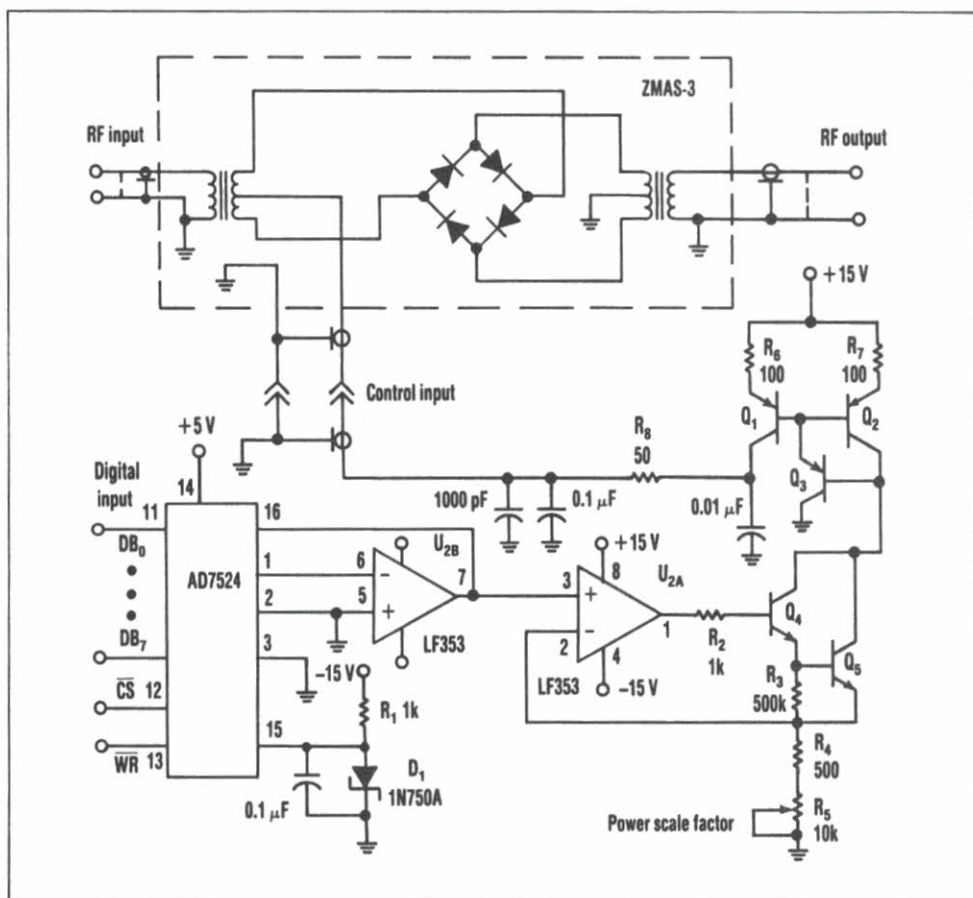 ZMAS-3
RF input
RF output
+15 V
R6
100
R7
100
Q1
Q2
Q3
Control input
+5 V
R8
50
Digital
input
14
1000 pF
0.1 μF
0.01 μF
11
16
DB0
AD7524
1
6
−
U2B
7
+15 V
8
U2A
2
5
+
3
+
1
Q4
DB7
3
LF353
2
−
R2
1k
Q5
CS
12
−15 V
LF353
4
−15 V
R3
500k
WR
13
15
R1 1k
R4
500
0.1 μF
D1
1N750A
Power scale factor
R5
10k